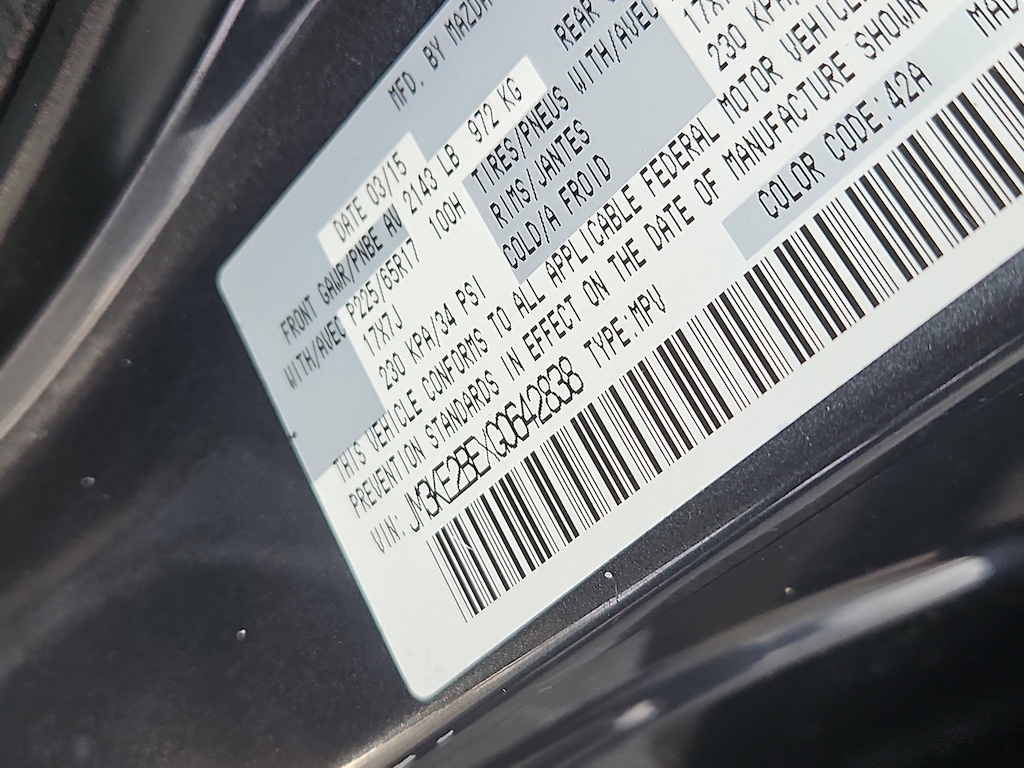 MFD. BY MAZDA
DATE 03/15
FRONT GAWR/PNBE AV 2143 LB 972 KG
WITH/AVEC P225/65R17 100H
17X7J
230 KPA/34 PSI
REAR
TIRES/PNEUS WITH/AVEC
RIMS/JANTES 17X7
COLD/A FROID 230 KPA
THIS VEHICLE CONFORMS TO ALL APPLICABLE FEDERAL MOTOR VEHICLE
PREVENTION STANDARDS IN EFFECT ON THE DATE OF MANUFACTURE SHOWN
VIN: JM3KE2BEXG0642838 TYPE:MPV
COLOR CODE:42A